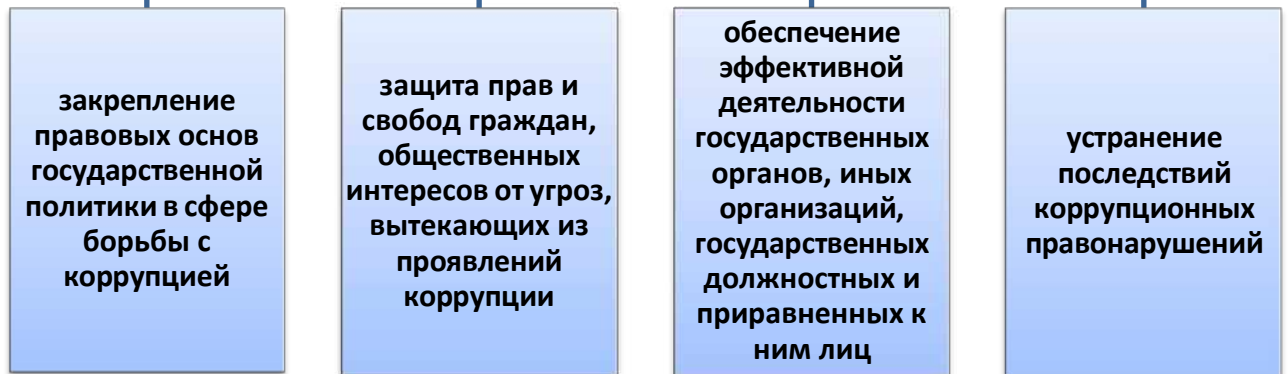 закрепление
правовых основ
государственной
политики в сфере
борьбы с
коррупцией
защита прав и
свобод граждан,
общественных
интересов от угроз,
вытекающих из
проявлений
коррупции
обеспечение
эффективной
деятельности
государственных
органов, иных
организаций,
государственных
должностных и
приравненных к
ним лиц
устранение
последствий
коррупционных
правонарушений